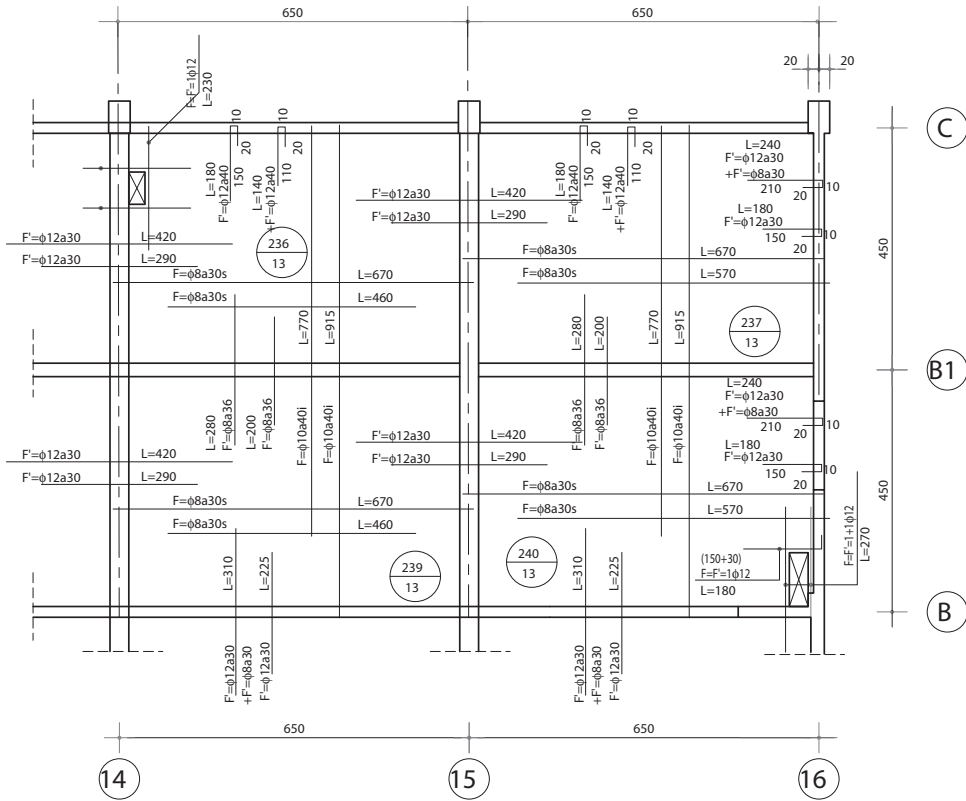 650
650
20
20
F=F'=1ϕ12
L=230
10
20
10
20
L=180
F'=ϕ12a40
150
L=140
+F'=ϕ12a40
110
10
20
10
20
L=180
F'=ϕ12a40
150
L=140
+F'=ϕ12a40
110
L=240
F'=ϕ12a30
+F'=ϕ8a30
210
10
20
L=180
F'=ϕ12a30
150
10
20
C
450
F'=ϕ12a30
L=420
F'=ϕ12a30
L=290
F'=ϕ12a30
L=420
F'=ϕ12a30
L=290
236
13
F=ϕ8a30s
L=670
F=ϕ8a30s
L=460
F=ϕ8a30s
L=670
F=ϕ8a30s
L=570
L=770
L=915
L=280
L=200
L=770
L=915
237
13
B1
L=280
F'=ϕ8a36
L=200
F'=ϕ8a36
F=ϕ10a40i
F=ϕ10a40i
F'=ϕ8a36
F'=ϕ8a36
F=ϕ10a40i
F=ϕ10a40i
L=240
F'=ϕ12a30
+F'=ϕ8a30
210
10
20
L=180
F'=ϕ12a30
150
10
20
F'=ϕ12a30
L=420
F'=ϕ12a30
L=290
F'=ϕ12a30
L=420
F'=ϕ12a30
L=290
450
F=ϕ8a30s
L=670
F=ϕ8a30s
L=460
F=ϕ8a30s
L=670
F=ϕ8a30s
L=570
F=F'=1+1ϕ12
L=270
L=310
L=225
239
13
240
13
L=310
L=225
(150+30)
F=F'=1ϕ12
L=180
B
F'=ϕ12a30
+F'=ϕ8a30
F'=ϕ12a30
F'=ϕ12a30
+F'=ϕ8a30
F'=ϕ12a30
650
650
14
15
16